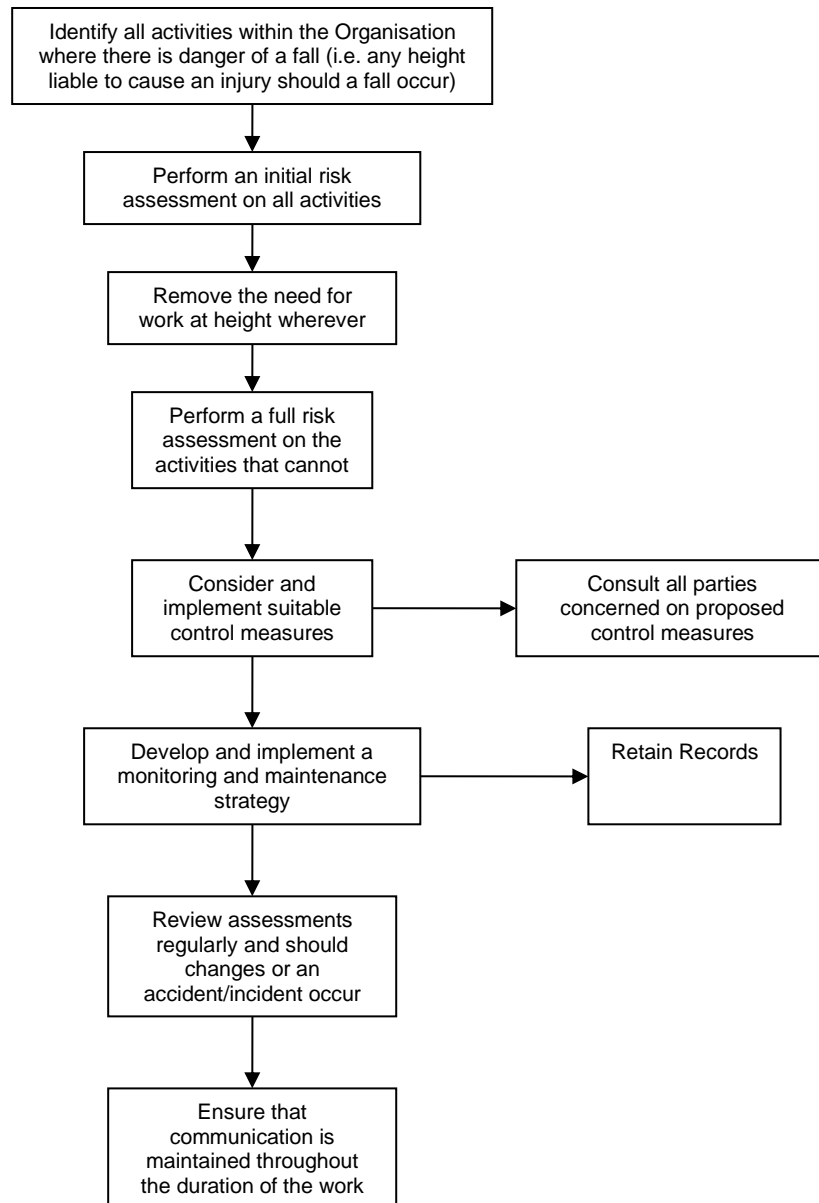 Identify all activities within the Organisation
where there is danger of a fall (i.e. any height
liable to cause an injury should a fall occur)
Perform an initial risk
assessment on all activities
Remove the need for
work at height wherever
Perform a full risk
assessment on the
activities that cannot
Consider and
implement suitable
control measures
Consult all parties
concerned on proposed
control measures
Develop and implement a
monitoring and maintenance
strategy
Retain Records
Review assessments
regularly and should
changes or an
accident/incident occur
Ensure that
communication is
maintained throughout
the duration of the work